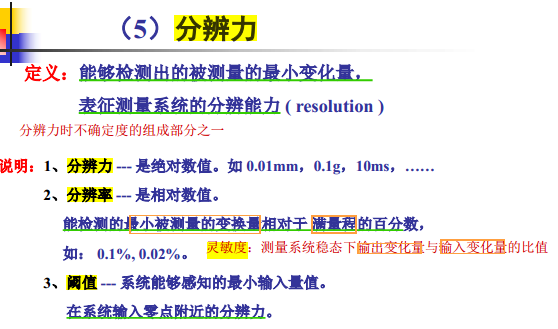 （5）分辨力
定义：能够检测出的被测量的最小变化量，
表征测量系统的分辨能力 ( resolution )
分辨力时不确定度的组成部分之一
说明：1、分辨力 --- 是绝对数值。如 0.01mm，0.1g，10ms，……
2、分辨率 --- 是相对数值。
能检测的最小被测量的变换量相对于 满量程的百分数，
如： 0.1%, 0.02%。 灵敏度：测量系统稳态下输出变化量与输入变化量的比值
3、阈值 --- 系统能够感知的最小输入量值。
在系统输入零点附近的分辨力。